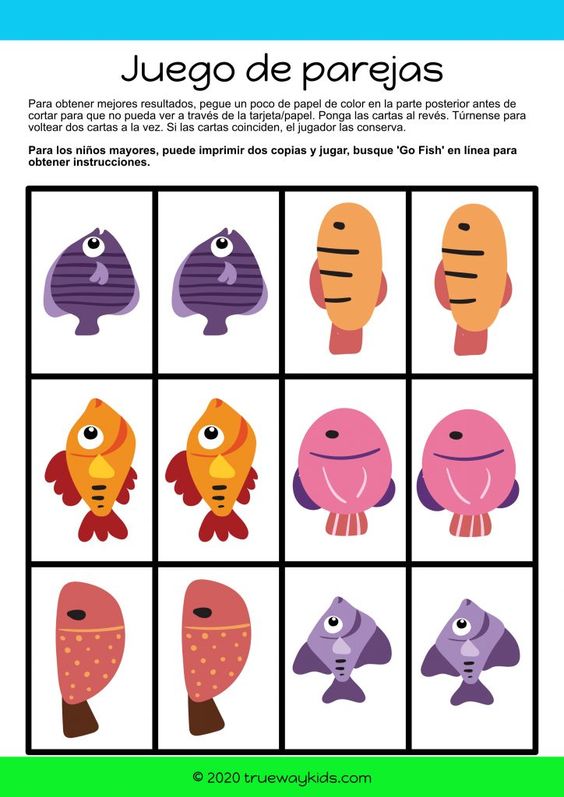 Juego de parejas
Para obtener mejores resultados, pegue un poco de papel de color en la parte posterior antes de
cortar para que no pueda ver a través de la tarjeta/papel. Ponga las cartas al revés. Túrnense para
voltear dos cartas a la vez. Si las cartas coinciden, el jugador las conserva.
Para los niños mayores, puede imprimir dos copias y jugar, busque 'Go Fish' en línea para
obtener instrucciones.
© 2020 truewaykids.com